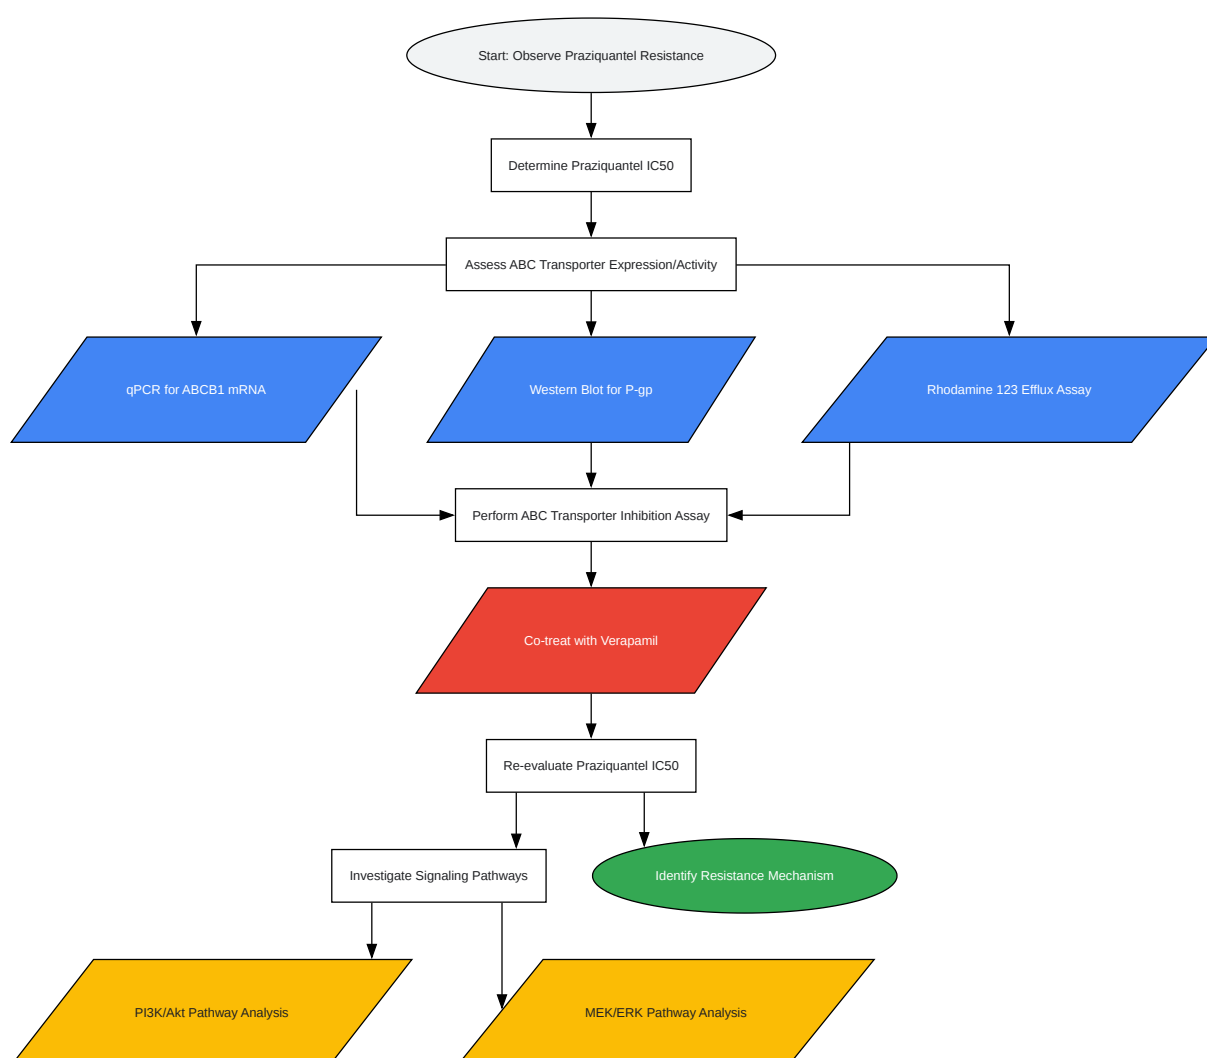 Start: Observe Praziquantel Resistance
Determine Praziquantel IC50
Assess ABC Transporter Expression/Activity
qPCR for ABCB1 mRNA
Western Blot for P-gp
Rhodamine 123 Efflux Assay
Perform ABC Transporter Inhibition Assay
Co-treat with Verapamil
Re-evaluate Praziquantel IC50
Investigate Signaling Pathways
Identify Resistance Mechanism
PI3K/Akt Pathway Analysis
MEK/ERK Pathway Analysis